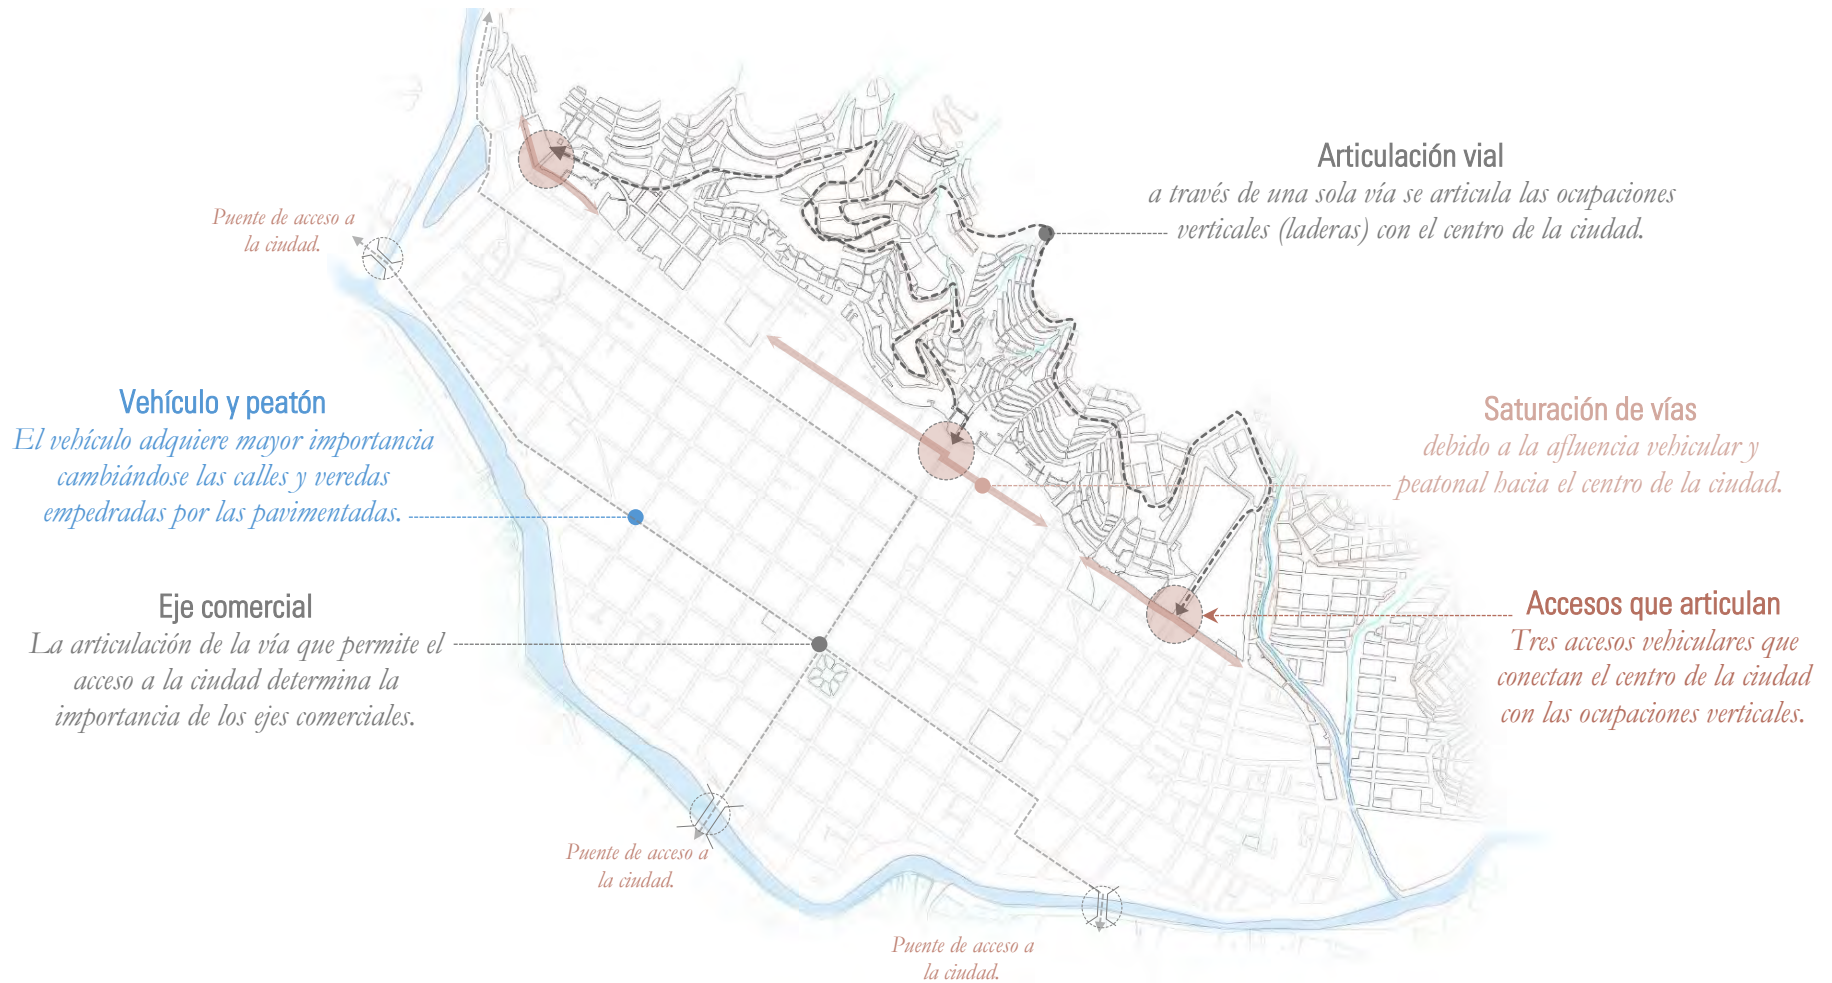 Articulación vial
a través de una sola vía se articula las ocupaciones
verticales (laderas) con el centro de la ciudad.
Puente de acceso a
la ciudad.
Vehículo y peatón
El vehículo adquiere mayor importancia
cambiándose las calles y veredas
empedradas por las pavimentadas.
Saturación de vías
debido a la afluencia vehicular y
peatonal hacia el centro de la ciudad.
Eje comercial
La articulación de la vía que permite el
acceso a la ciudad determina la
importancia de los ejes comerciales.
Accesos que articulan
Tres accesos vehiculares que
conectan el centro de la ciudad
con las ocupaciones verticales.
Puente de acceso a
la ciudad.
Puente de acceso a
la ciudad.